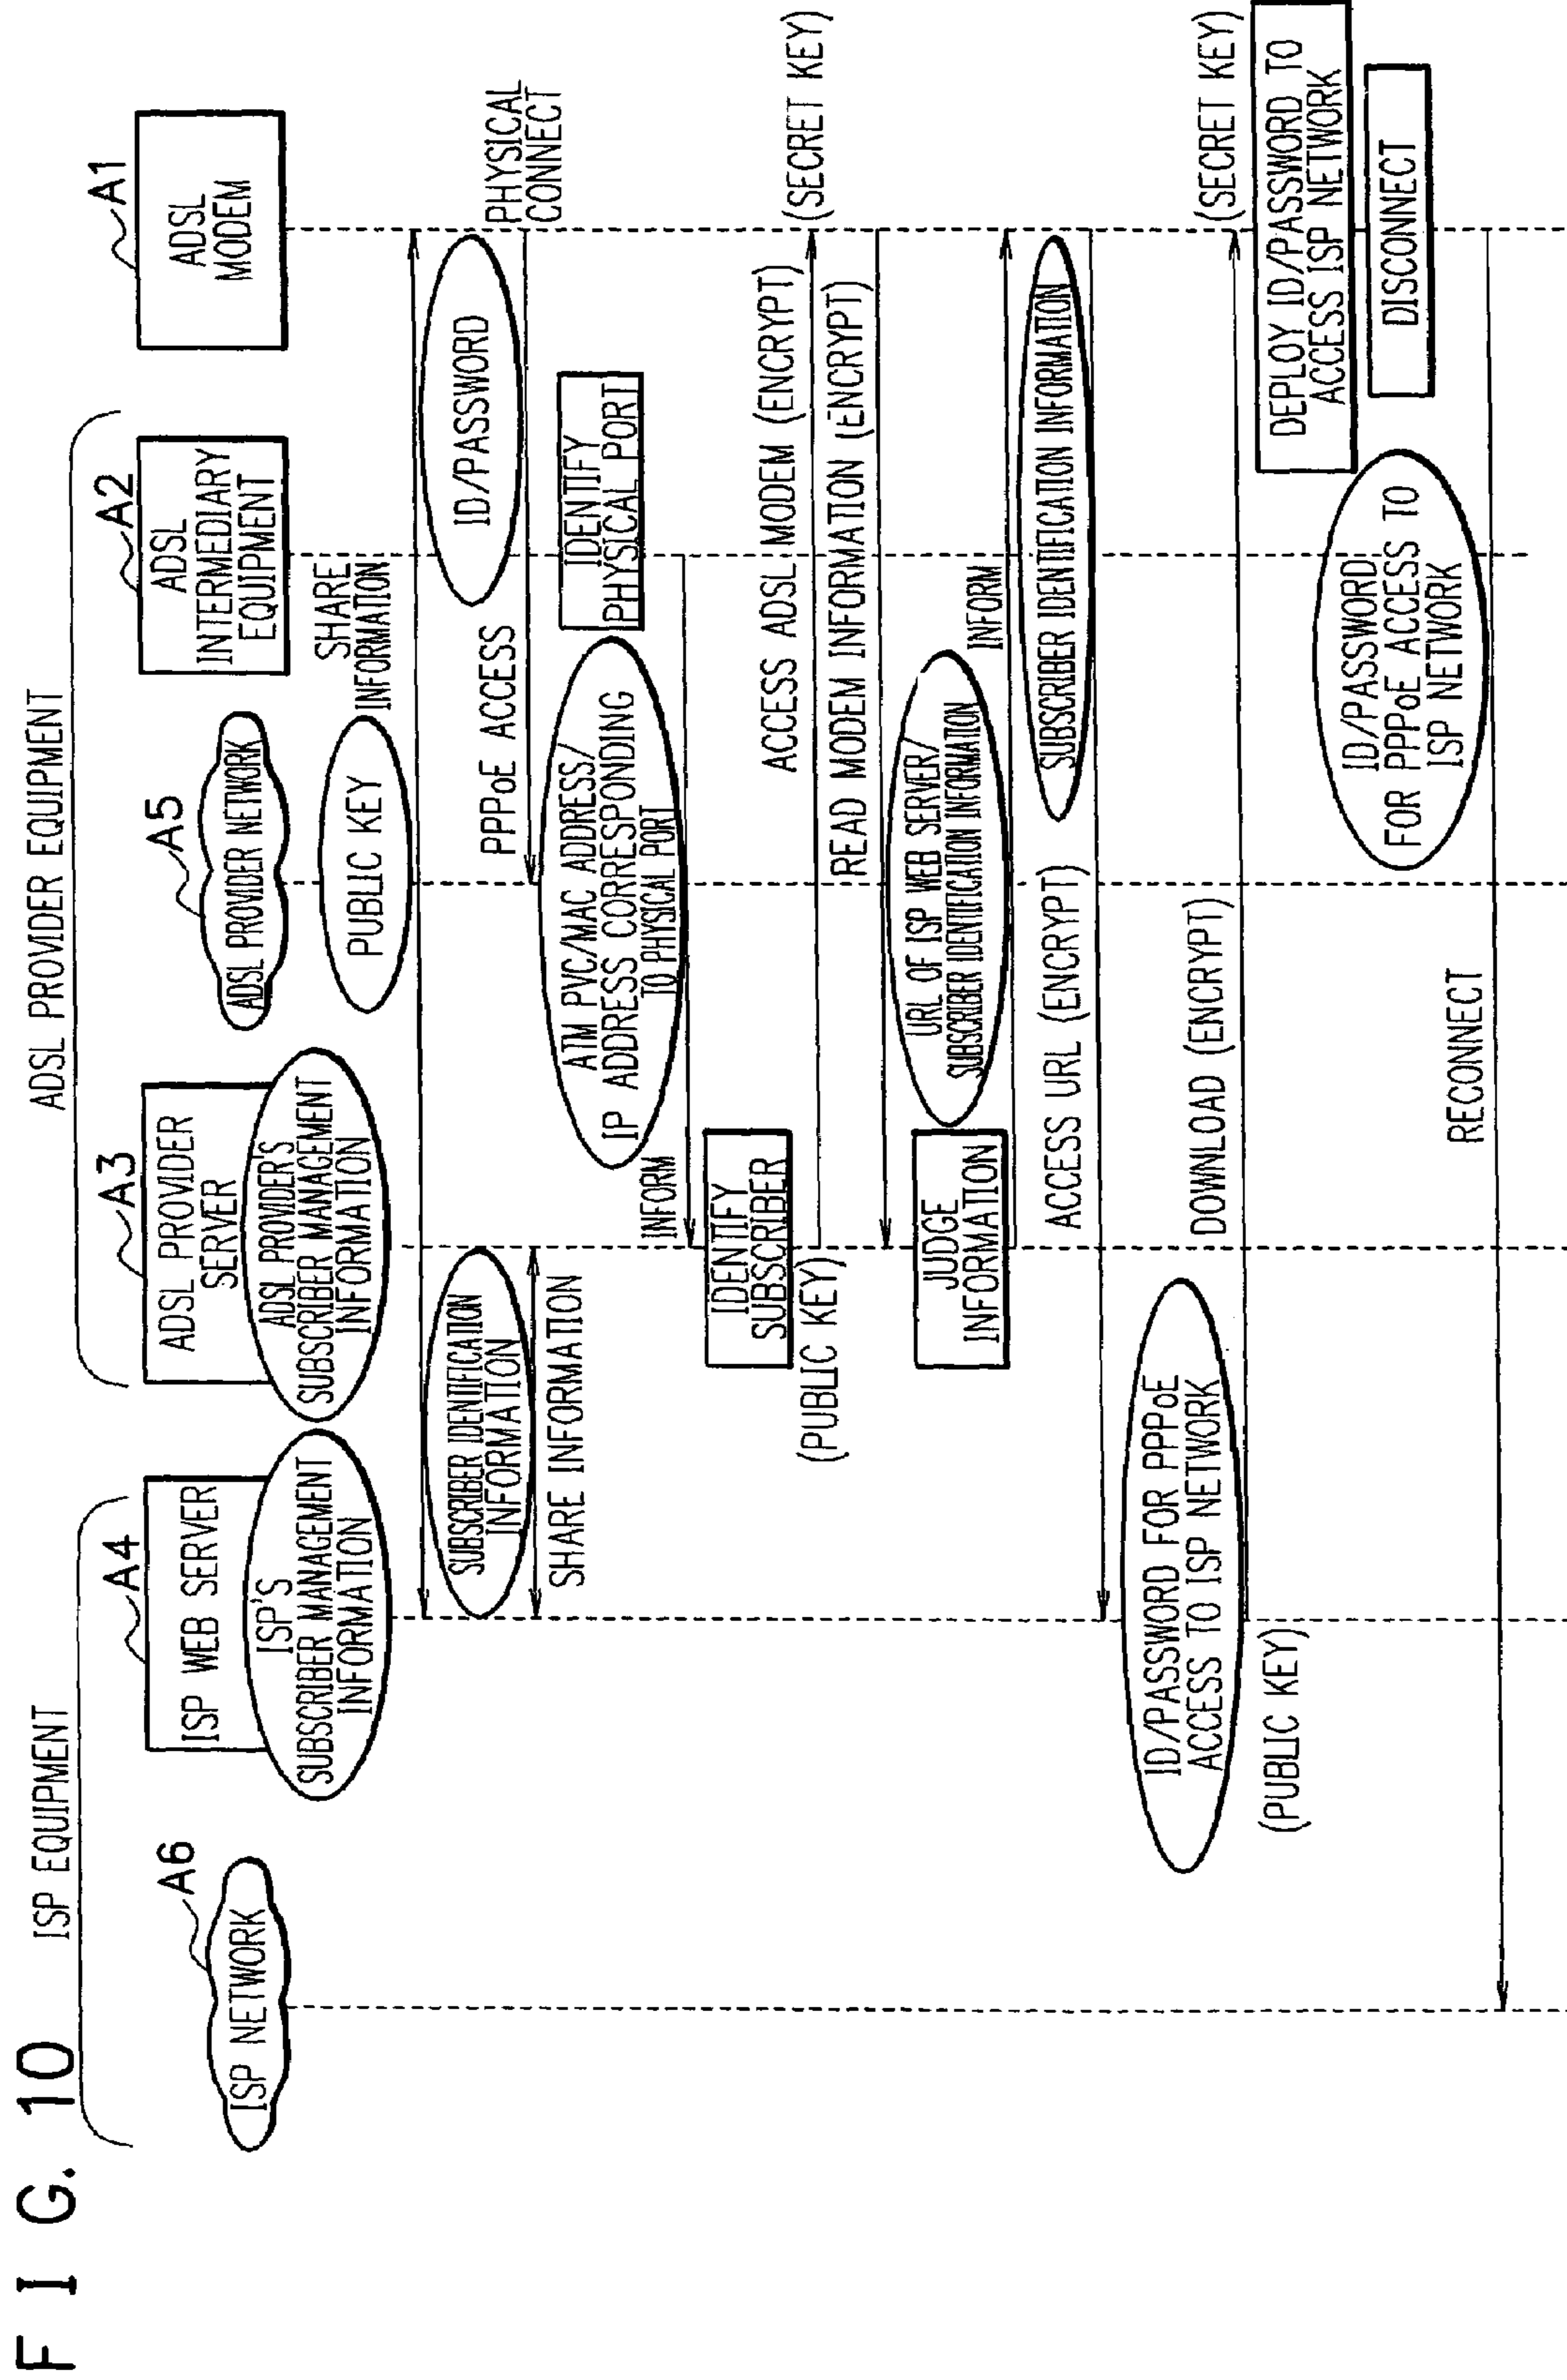 FIG. 10
ISP EQUIPMENT
ADSL PROVIDER EQUIPMENT
A6
ISP NETWORK
A4
ISP WEB SERVER
ISP'S
SUBSCRIBER MANAGEMENT
INFORMATION
A3
ADSL PROVIDER
SERVER
ADSL PROVIDER'S
SUBSCRIBER MANAGEMENT
INFORMATION
A5
ADSL PROVIDER NETWORK
A2
ADSL
INTERMEDIARY
EQUIPMENT
A1
ADSL
MODEM
PUBLIC KEY
SHARE
INFORMATION
SUBSCRIBER IDENTIFICATION
INFORMATION
SHARE INFORMATION
ID/PASSWORD
PHYSICAL
CONNECT
PPPoE ACCESS
IDENTIFY
PHYSICAL PORT
ATM PVC/MAC ADDRESS/
IP ADDRESS CORRESPONDING
TO PHYSICAL PORT
INFORM
IDENTIFY
SUBSCRIBER
(PUBLIC KEY)
ACCESS ADSL MODEM (ENCRYPT)
(SECRET KEY)
READ MODEM INFORMATION (ENCRYPT)
JUDGE
INFORMATION
URL OF ISP WEB SERVER/
SUBSCRIBER IDENTIFICATION INFORMATION
INFORM
SUBSCRIBER IDENTIFICATION INFORMATION
ACCESS URL (ENCRYPT)
ID/PASSWORD FOR PPPoE
ACCESS TO ISP NETWORK
(PUBLIC KEY)
DOWNLOAD (ENCRYPT)
(SECRET KEY)
DEPLOY ID/PASSWORD TO
ACCESS ISP NETWORK
DISCONNECT
ID/PASSWORD
FOR PPPoE ACCESS TO
ISP NETWORK
RECONNECT